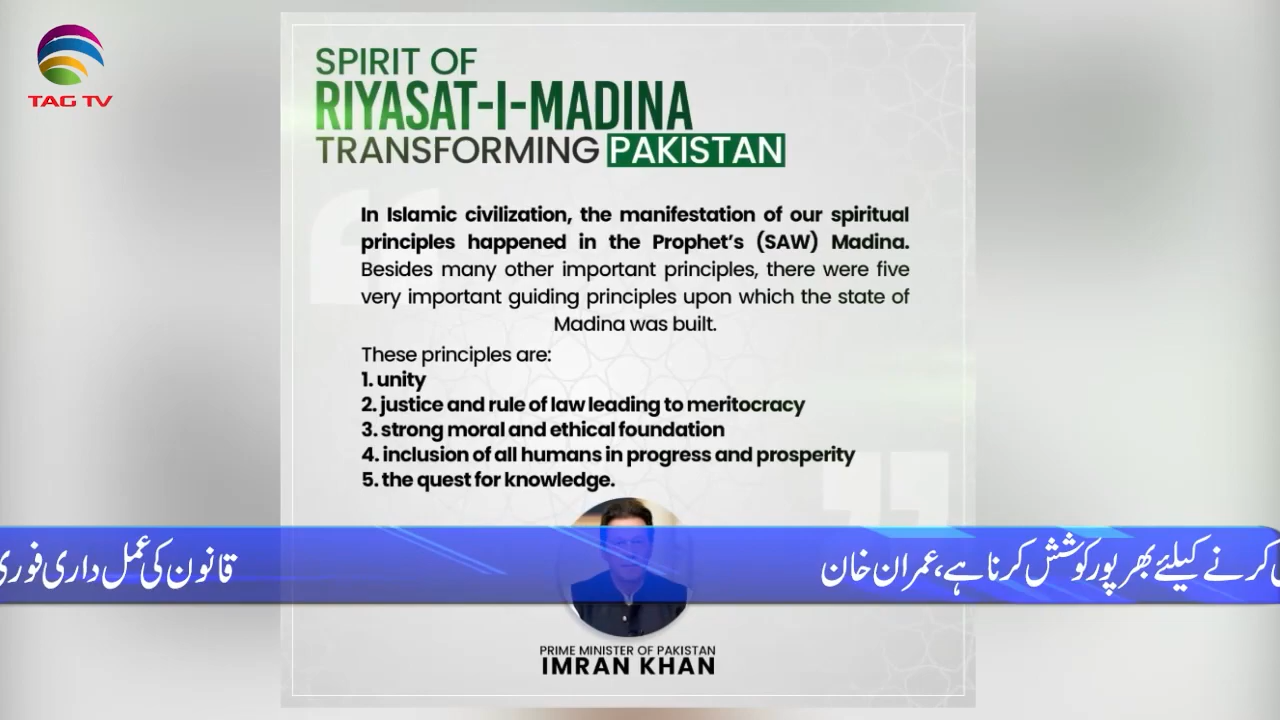 TAG TV
SPIRIT OF
RIYASAT-I-MADINA
TRANSFORMING PAKISTAN
In Islamic civilization, the manifestation of our spiritual
principles happened in the Prophet's (SAW) Madina.
Besides many other important principles, there were five
very important guiding principles upon which the state of
Madina was built.
These principles are:
1. unity
2. justice and rule of law leading to meritocracy
3. strong moral and ethical foundation
4. inclusion of all humans in progress and prosperity
5. the quest for knowledge.
کرنے کیلئے بھرپور کوشش کرنا ہے، عمران خان
قانون کی عمل داری فوری
PRIME MINISTER OF PAKISTAN
IMRAN KHAN